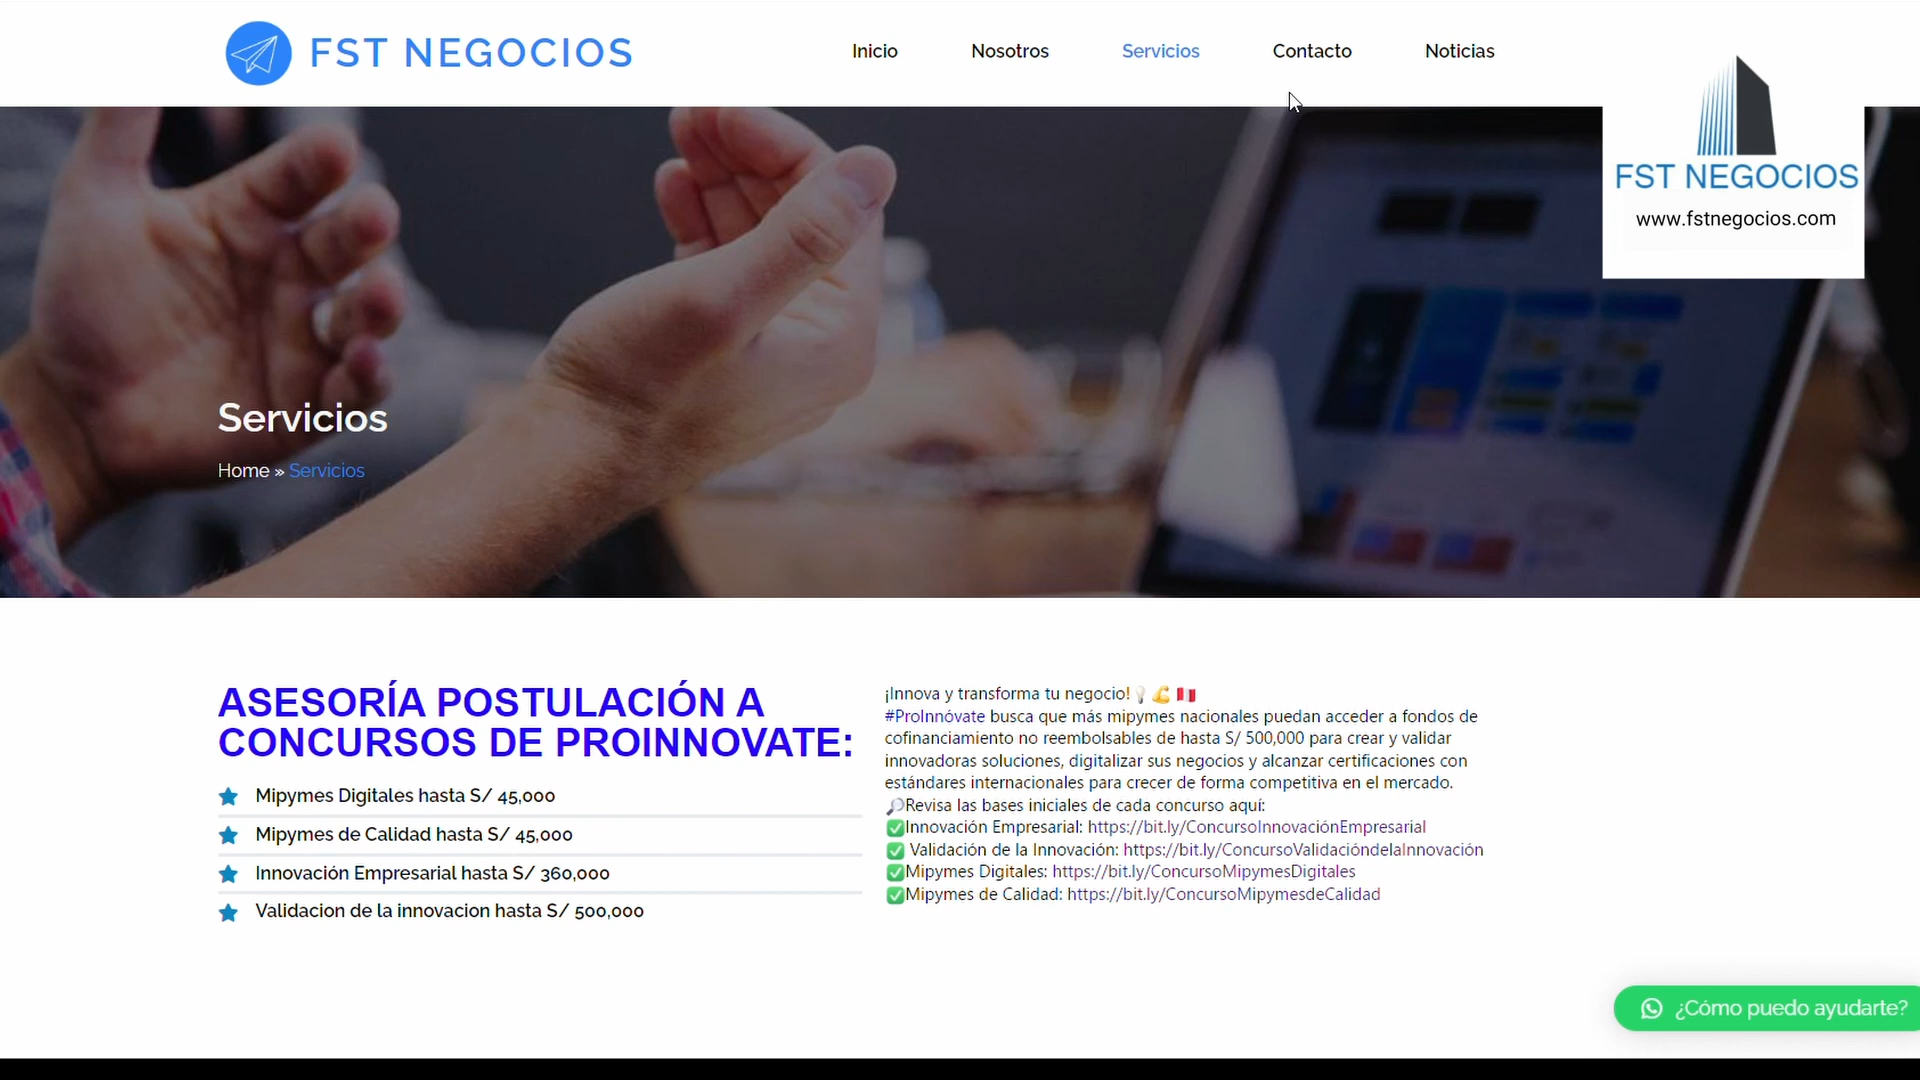 FST NEGOCIOS
Inicio
Nosotros
Servicios
Contacto
Noticias
FST NEGOCIOS
www.fstnegocios.com
Servicios
Home » Servicios
ASESORÍA POSTULACIÓN A
CONCURSOS DE PROINNOVATE:
Mipymes Digitales hasta S/ 45,000
Mipymes de Calidad hasta S/ 45,000
Innovación Empresarial hasta S/ 360,000
Validacion de la innovacion hasta S/ 500,000
¡Innova y transforma tu negocio!💡💪🇵🇪
#ProInnóvate busca que más mipymes nacionales puedan acceder a fondos de
cofinanciamiento no reembolsables de hasta S/ 500,000 para crear y validar
innovadoras soluciones, digitalizar sus negocios y alcanzar certificaciones con
estándares internacionales para crecer de forma competitiva en el mercado.
🔎Revisa las bases iniciales de cada concurso aquí:
✅Innovación Empresarial: https://bit.ly/ConcursoInnovaciónEmpresarial
✅ Validación de la Innovación: https://bit.ly/ConcursoValidacióndelaInnovación
✅Mipymes Digitales: https://bit.ly/ConcursoMipymesDigitales
✅Mipymes de Calidad: https://bit.ly/ConcursoMipymesdeCalidad
¿Cómo puedo ayudarte?